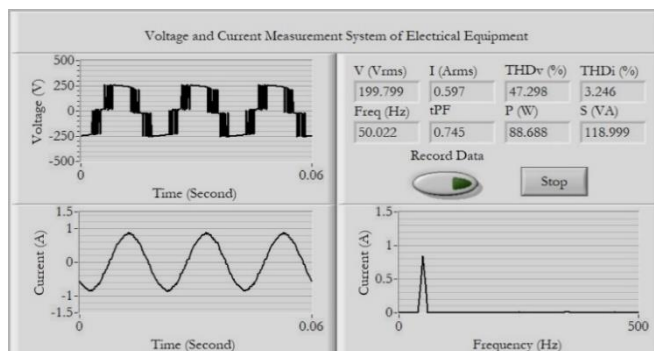 Voltage and Current Measurement System of Electrical Equipment
500
250
0
-250
-500
Voltage (V)
0
0.06
Time (Second)
V (Vrms) I (Arms) THDv (%) THDi (%)
199.799 0.597 47.298 3.246
Freq (Hz) tPF P (W) S (VA)
50.022 0.745 88.688 118.999
Record Data
Stop
1.5
1
0
-1
-1.5
Current (A)
0
0.06
Time (Second)
1.5
1
0.5
0
Current (A)
0
500
Frequency (Hz)